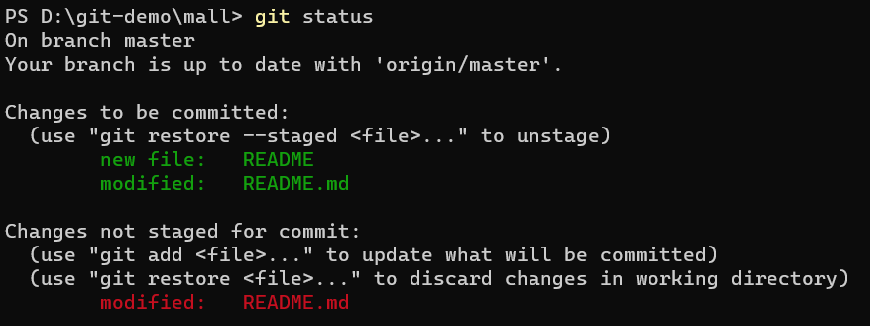 PS D:\git-demo\mall> git status
On branch master
Your branch is up to date with 'origin/master'.
Changes to be committed:
  (use "git restore --staged <file>..." to unstage)
        new file:   README
        modified:   README.md
Changes not staged for commit:
  (use "git add <file>..." to update what will be committed)
  (use "git restore <file>..." to discard changes in working directory)
        modified:   README.md